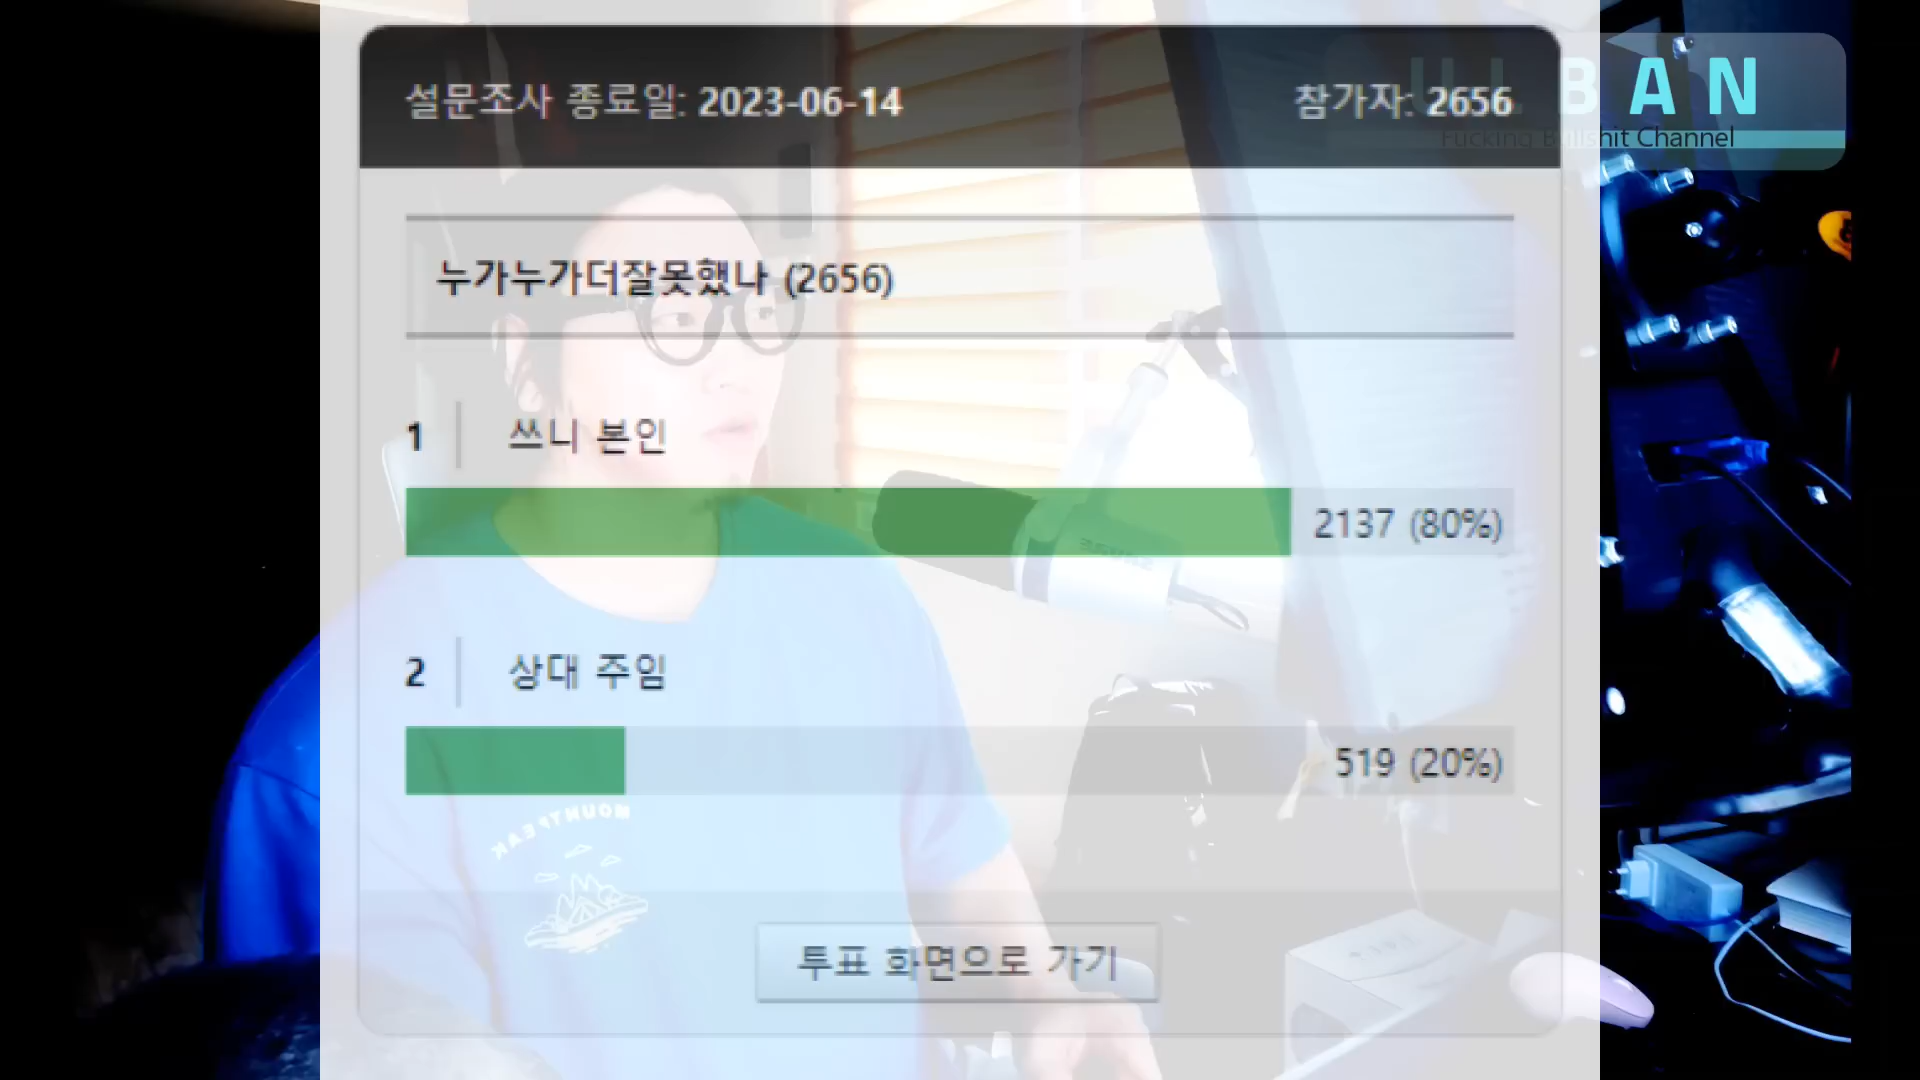 설문조사 종료일: 2023-06-14
참가자: 2656
ULBAN
Fucking Bullshit Channel
누가누가더잘못했나 (2656)
1 쓰니 본인
2137 (80%)
2 상대 주임
519 (20%)
MOUNTPEAK
투표 화면으로 가기